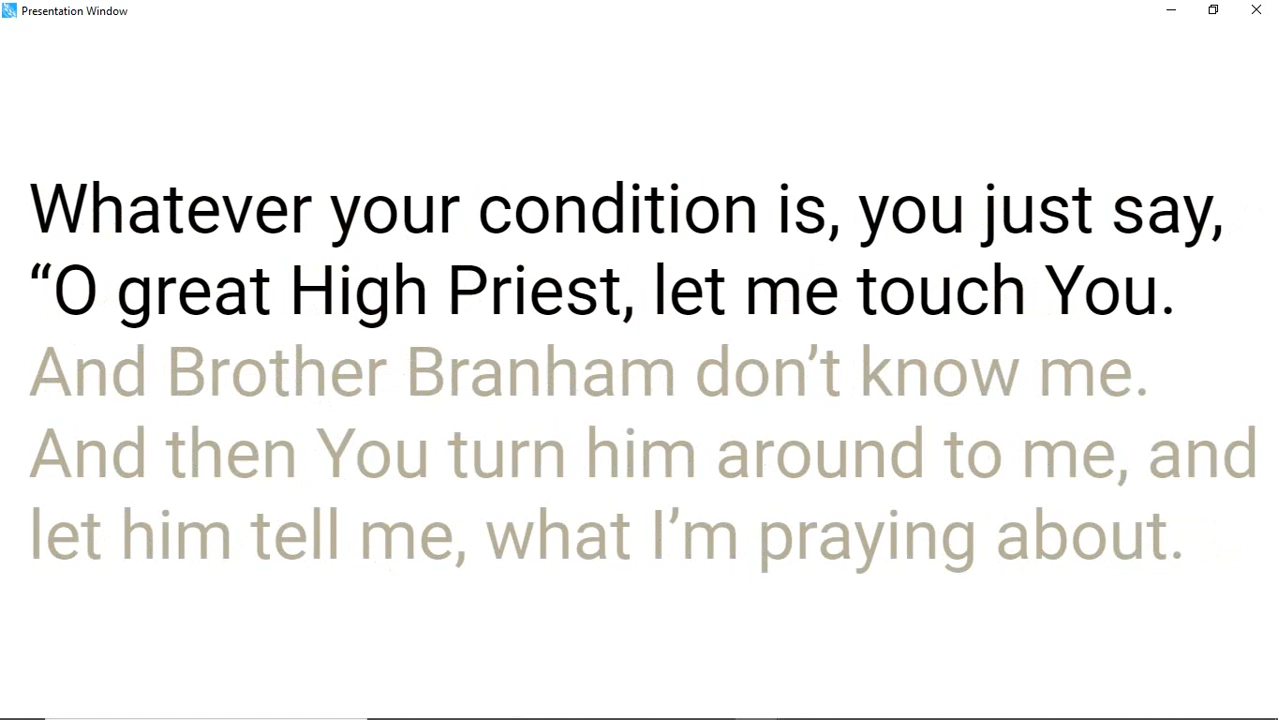 Presentation Window
Whatever your condition is, you just say,
“O great High Priest, let me touch You.
And Brother Branham don’t know me.
And then You turn him around to me, and
let him tell me, what I’m praying about.